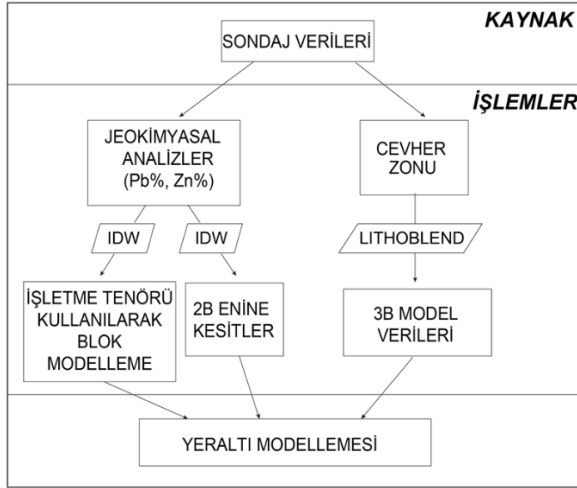 KAYNAK
SONDAJ VERİLERİ
İŞLEMLER
JEOKİMYASAL
ANALİZLER
(Pb%, Zn%)
CEVHER
ZONU
IDW
IDW
LITHOBLEND
İŞLETME TENÖRÜ
KULLANILARAK
BLOK
MODELLEME
2B ENİNE
KESİTLER
3B MODEL
VERİLERİ
YERALTI MODELLEMESİ